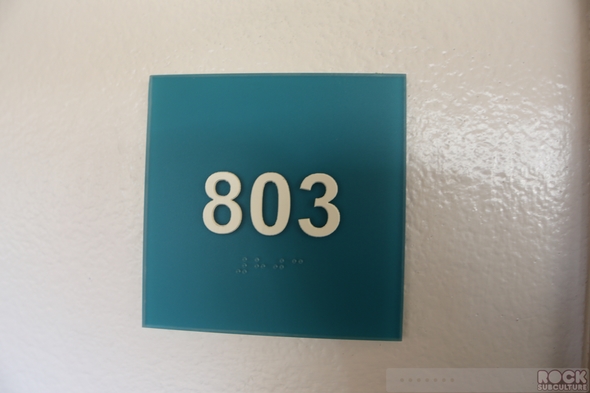 803
⠼⠓⠚⠉
ROCK
SUBCULTURE